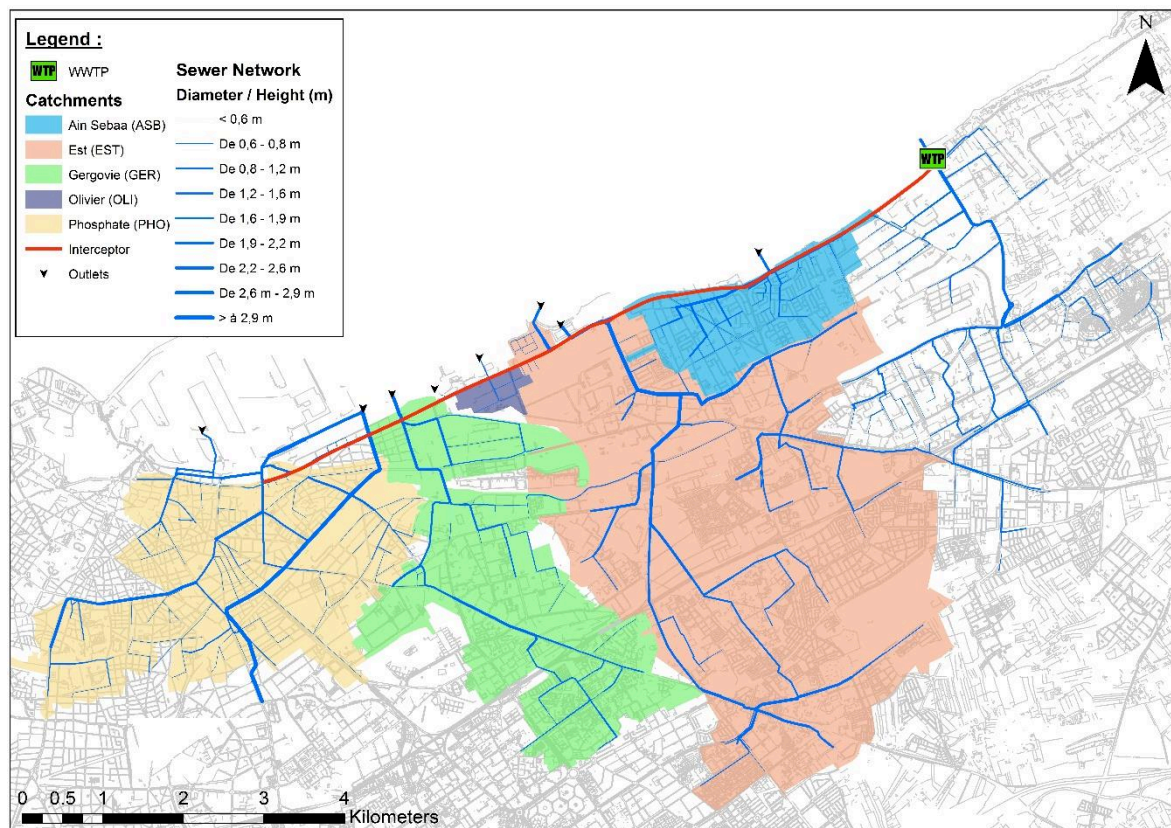 Legend :
WTP WWTP
Catchments
Ain Sebaa (ASB)
Est (EST)
Gergovie (GER)
Olivier (OLI)
Phosphate (PHO)
Interceptor
Outlets
Sewer Network
Diameter / Height (m)
< 0,6 m
De 0,6 - 0,8 m
De 0,8 - 1,2 m
De 1,2 - 1,6 m
De 1,6 - 1,9 m
De 1,9 - 2,2 m
De 2,2 - 2,6 m
De 2,6 m - 2,9 m
> à 2,9 m
N
WTP
0 0.5 1 2 3 4
Kilometers